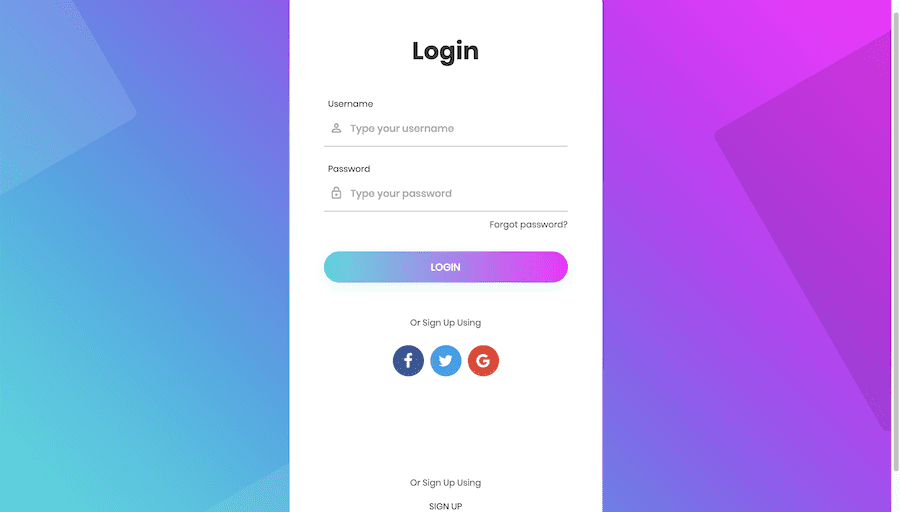 Login
Username
Type your username
Password
Type your password
Forgot password?
LOGIN
Or Sign Up Using
f G
Or Sign Up Using
SIGN UP